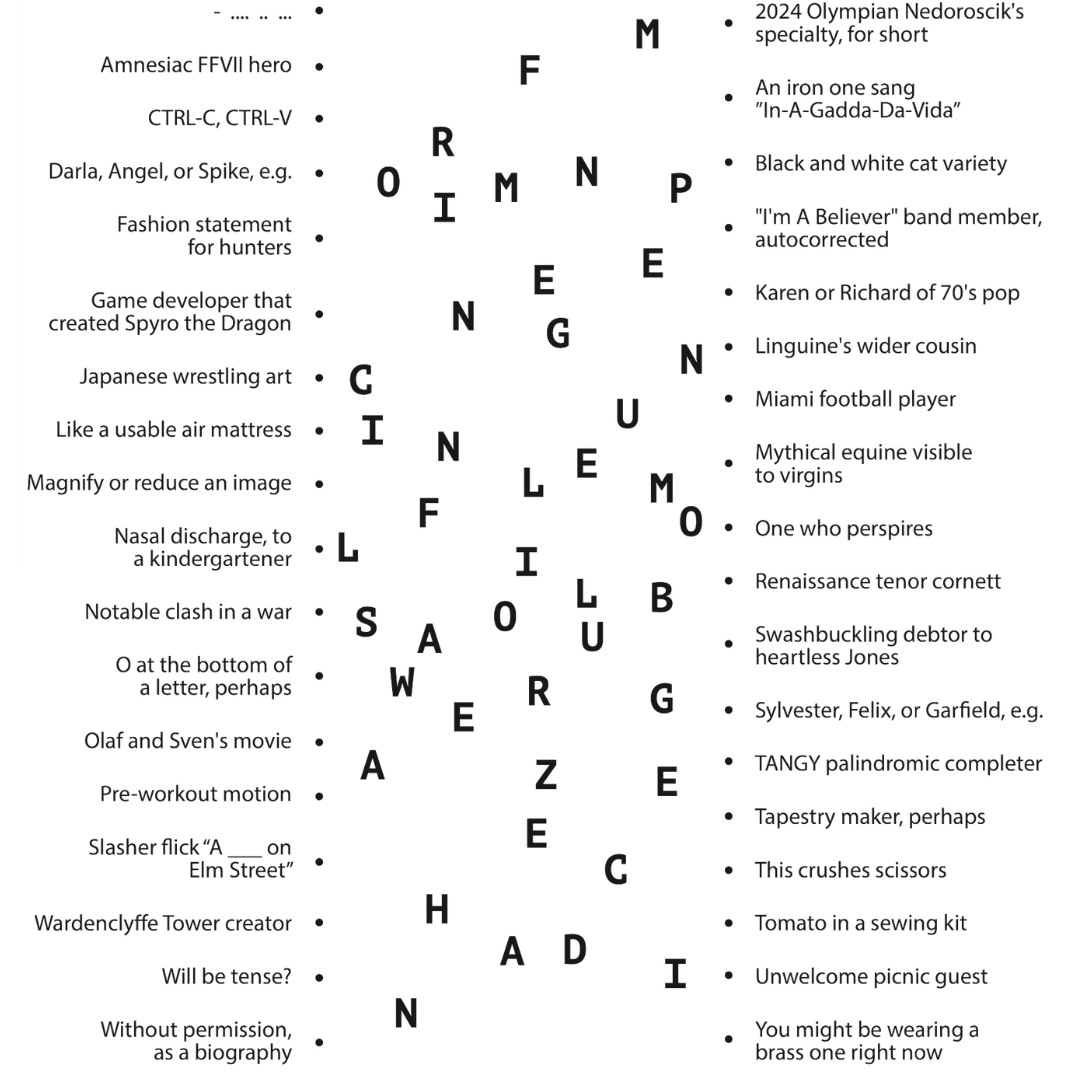 - .... .. ...
Amnesiac FFVII hero
CTRL-C, CTRL-V
Darla, Angel, or Spike, e.g.
Fashion statement
for hunters
Game developer that
created Spyro the Dragon
Japanese wrestling art
Like a usable air mattress
Magnify or reduce an image
Nasal discharge, to
a kindergartener
Notable clash in a war
O at the bottom of
a letter, perhaps
Olaf and Sven's movie
Pre-workout motion
Slasher flick “A ___ on
Elm Street”
Wardenclyffe Tower creator
Will be tense?
Without permission,
as a biography
M
F
R
O
I
M
N
P
E
E
N
G
N
C
U
I
N
E
L
M
F
O
L
I
L
B
S
A
O
U
W
R
G
E
A
Z
E
E
C
H
A
D
I
N
2024 Olympian Nedoroscik's
specialty, for short
An iron one sang
”In-A-Gadda-Da-Vida”
Black and white cat variety
"I'm A Believer" band member,
autocorrected
Karen or Richard of 70's pop
Linguine's wider cousin
Miami football player
Mythical equine visible
to virgins
One who perspires
Renaissance tenor cornett
Swashbuckling debtor to
heartless Jones
Sylvester, Felix, or Garfield, e.g.
TANGY palindromic completer
Tapestry maker, perhaps
This crushes scissors
Tomato in a sewing kit
Unwelcome picnic guest
You might be wearing a
brass one right now